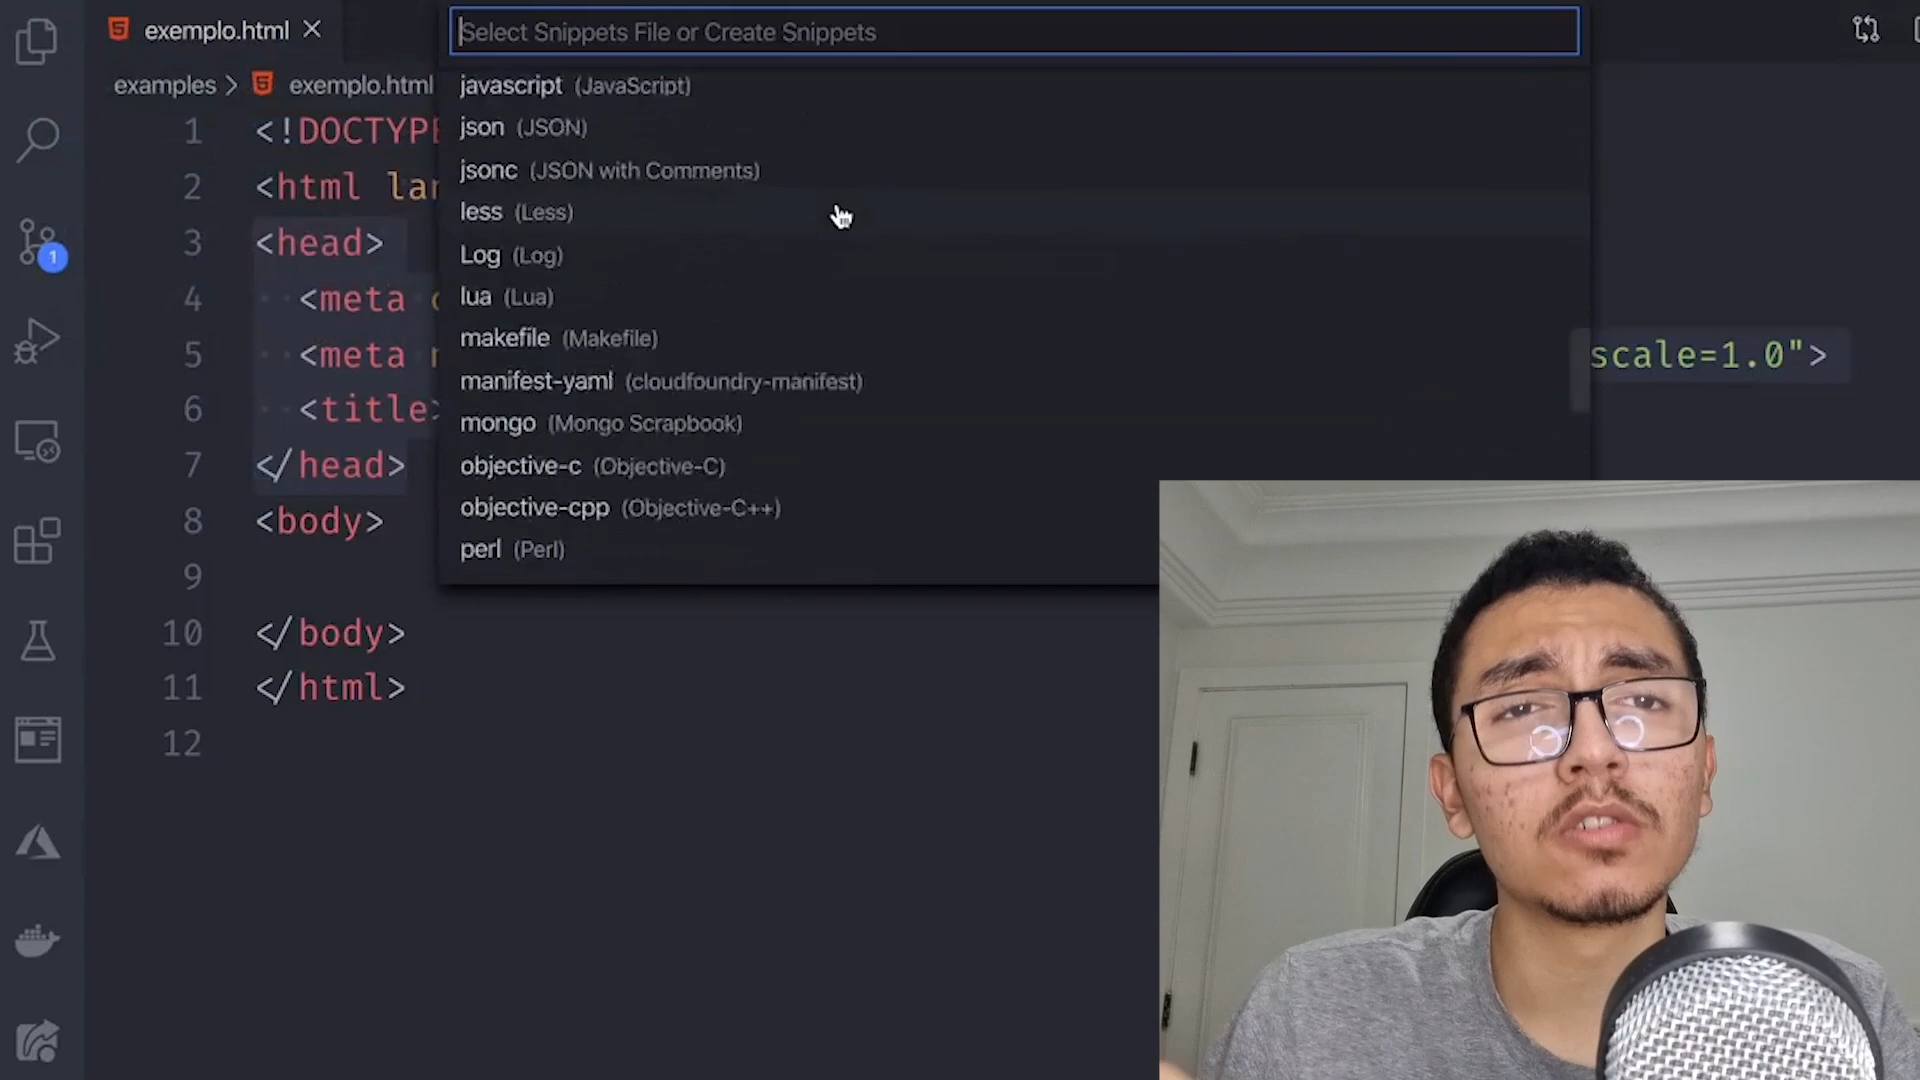 exemplo.html
Select Snippets File or Create Snippets
examples > exemplo.html
javascript (JavaScript)
json (JSON)
jsonc (JSON with Comments)
less (Less)
Log (Log)
lua (Lua)
makefile (Makefile)
manifest-yaml (cloudfoundry-manifest)
mongo (Mongo Scrapbook)
objective-c (Objective-C)
objective-cpp (Objective-C++)
perl (Perl)
1 <!DOCTYPE
2 <html lan
3 <head>
4 <meta c
5 <meta n scale=1.0">
6 <title>
7 </head>
8 <body>
9
10 </body>
11 </html>
12
1